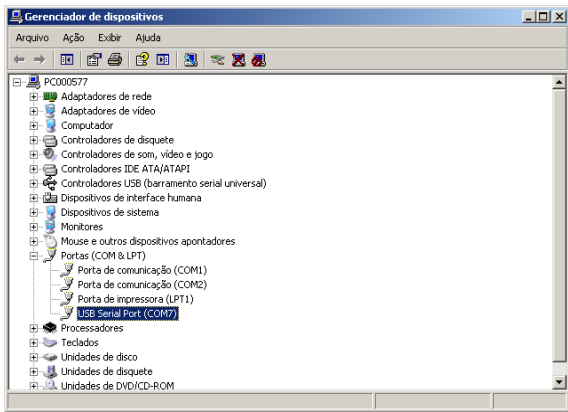 Gerenciador de dispositivos
Arquivo Ação Exibir Ajuda
PC000577
Adaptadores de rede
Adaptadores de vídeo
Computador
Controladores de disquete
Controladores de som, vídeo e jogo
Controladores IDE ATA/ATAPI
Controladores USB (barramento serial universal)
Dispositivos de interface humana
Dispositivos de sistema
Monitores
Mouse e outros dispositivos apontadores
Portas (COM & LPT)
Porta de comunicação (COM1)
Porta de comunicação (COM2)
Porta de impressora (LPT1)
USB Serial Port (COM7)
Processadores
Teclados
Unidades de disco
Unidades de disquete
Unidades de DVD/CD-ROM